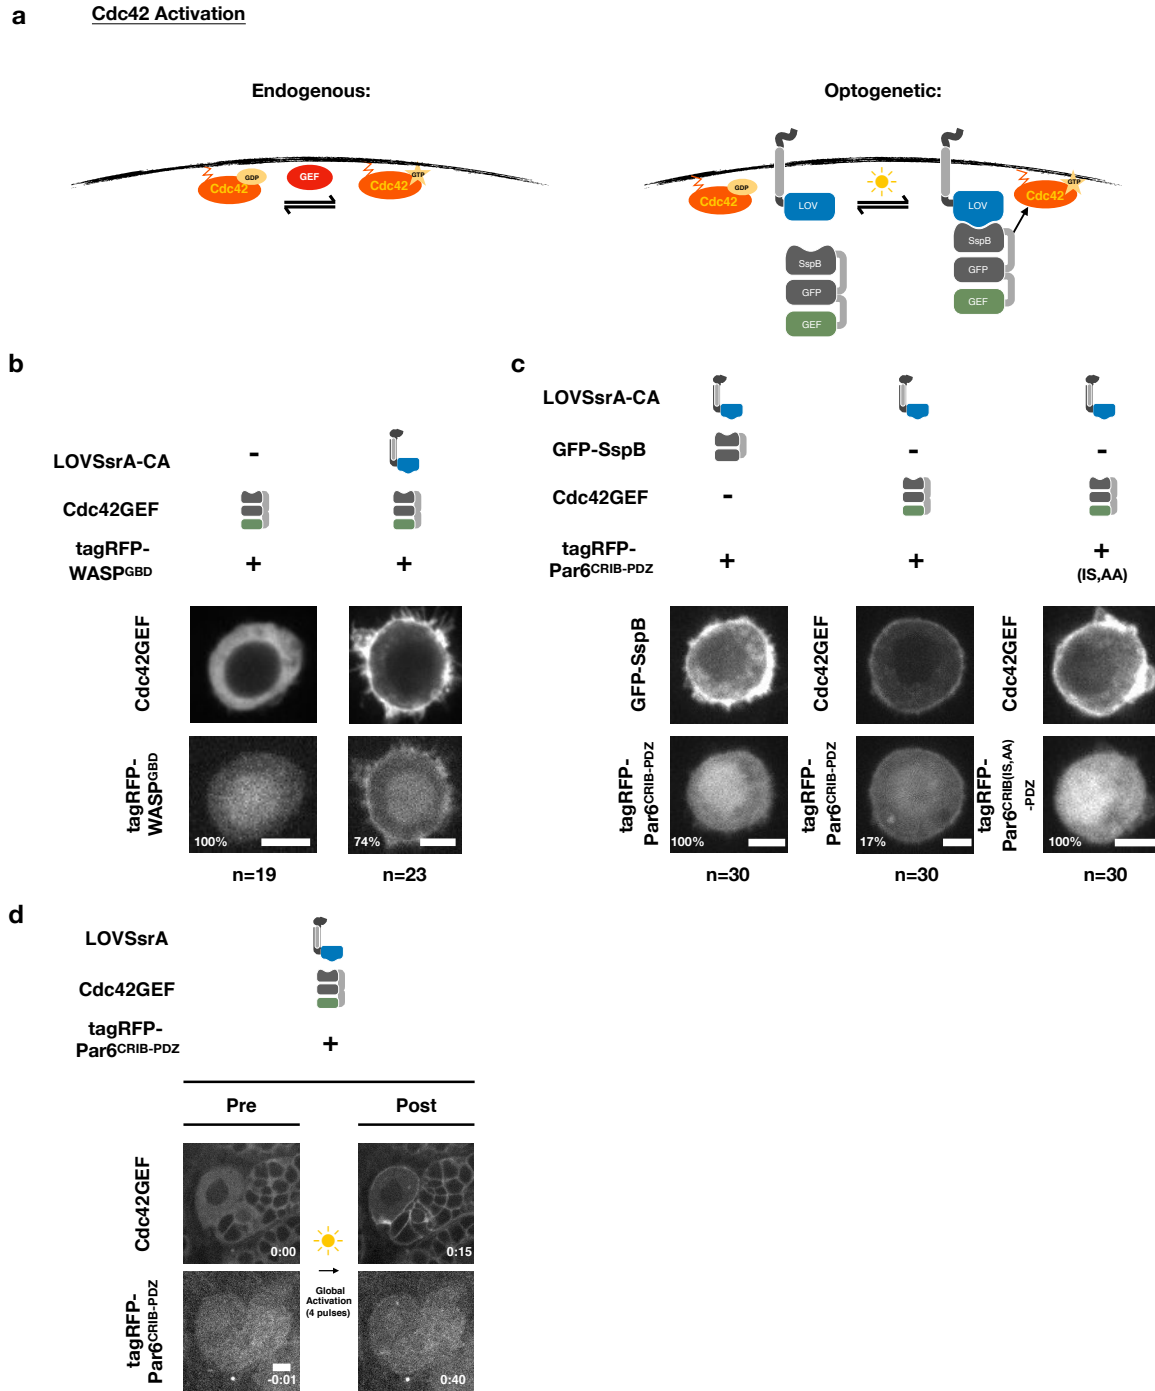 a
Cdc42 Activation
Endogenous:
Optogenetic:
Cdc42
GDP
GEF
Cdc42
GTP
Cdc42
GDP
LOV
SspB
GFP
GEF
LOV
SspB
GFP
GEF
Cdc42
GTP
b
LOVSsrA-CA
-
Cdc42GEF
tagRFP-
WASPGBD
+
+
Cdc42GEF
tagRFP-
WASPGBD
100%
74%
n=19
n=23
c
LOVSsrA-CA
GFP-SspB
-
-
Cdc42GEF
-
tagRFP-
Par6CRIB-PDZ
+
+
+
(IS,AA)
GFP-SspB
Cdc42GEF
Cdc42GEF
tagRFP-
Par6CRIB-PDZ
100%
tagRFP-
Par6CRIB-PDZ
17%
tagRFP-
Par6CRIB(IS,AA)
-PDZ
100%
n=30
n=30
n=30
d
LOVSsrA
Cdc42GEF
tagRFP-
Par6CRIB-PDZ
+
Pre
Post
Cdc42GEF
0:00
0:15
Global
Activation
(4 pulses)
tagRFP-
Par6CRIB-PDZ
-0:01
0:40